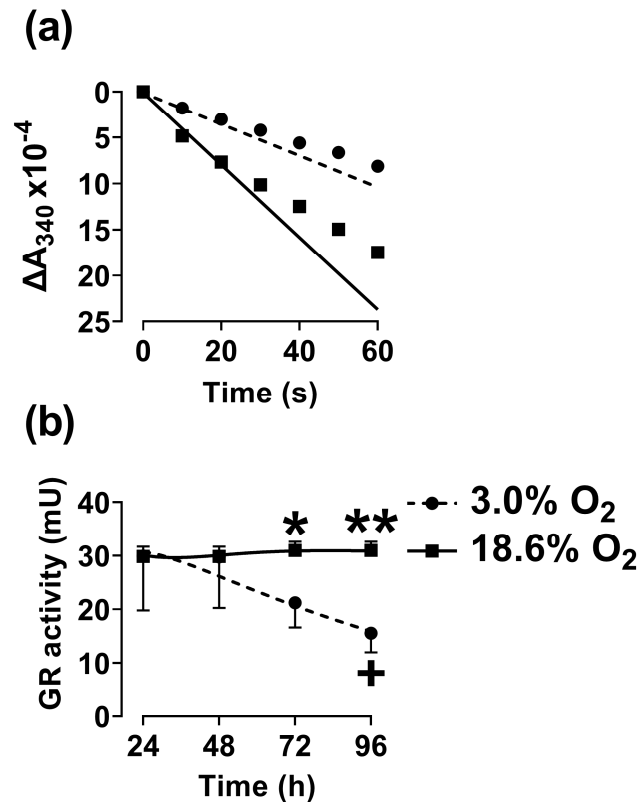 (a)
ΔA340 x10-4
0
5
10
15
20
25
0 20 40 60
Time (s)
(b)
GR activity (mU)
40
30
20
10
0
* **
+
24 48 72 96
Time (h)
3.0% O2
18.6% O2